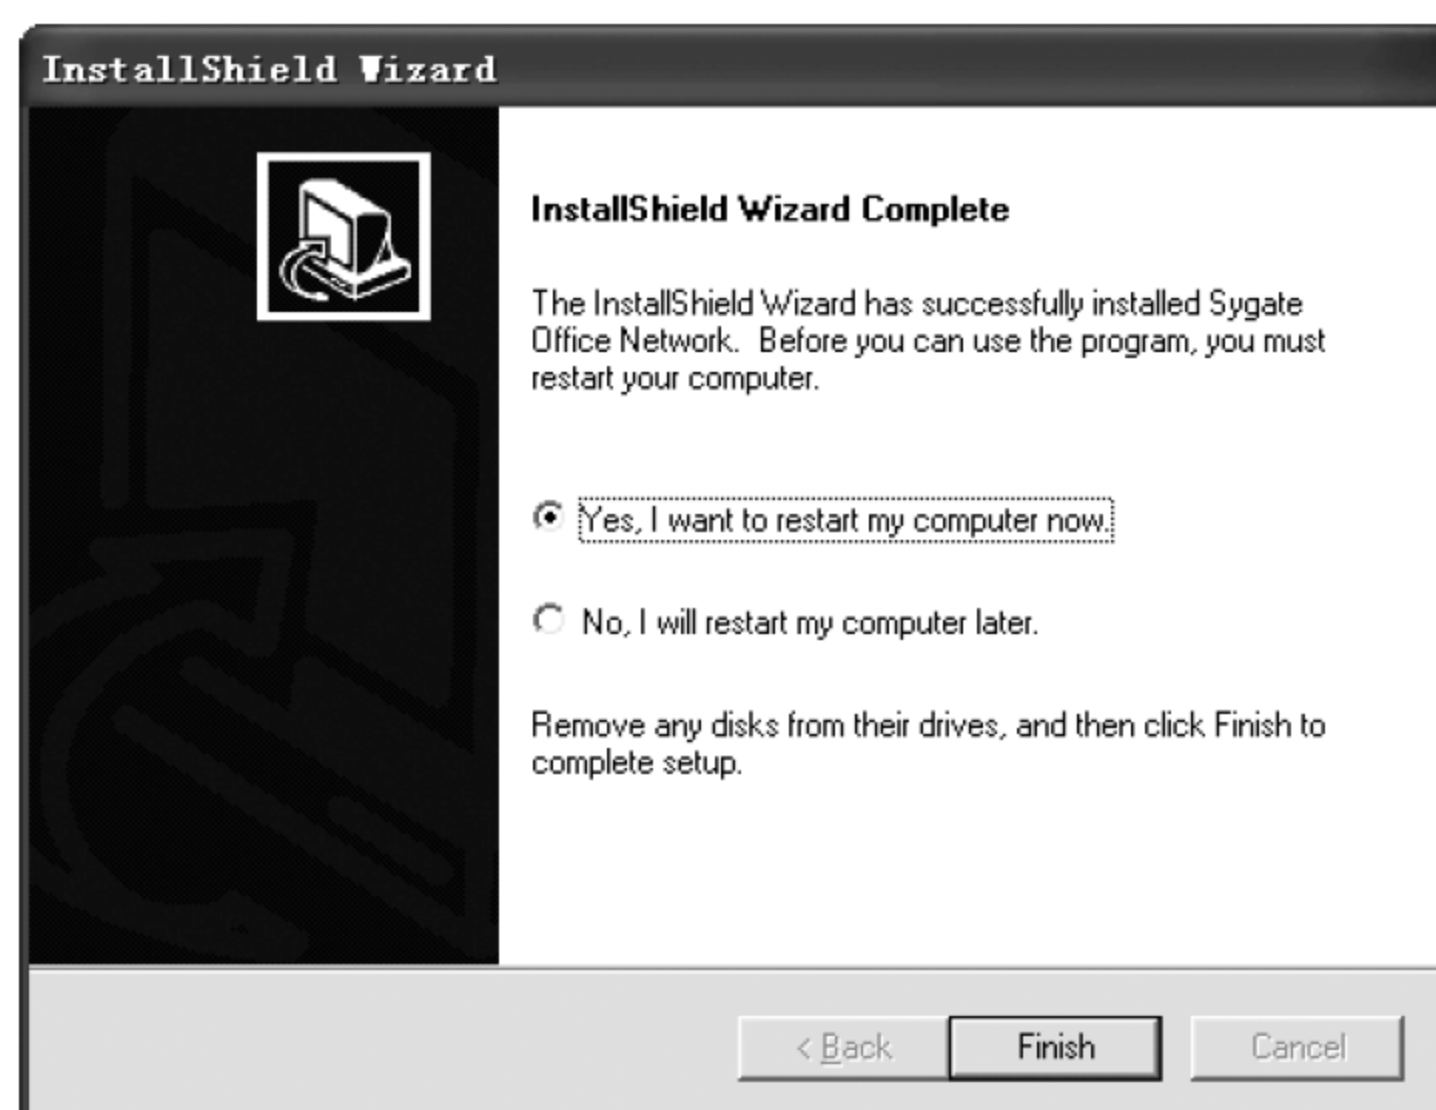 InstallShield Wizard
InstallShield Wizard Complete
The InstallShield Wizard has successfully installed Sygate
Office Network.  Before you can use the program, you must
restart your computer.
Yes, I want to restart my computer now.
No, I will restart my computer later.
Remove any disks from their drives, and then click Finish to
complete setup.
< Back
Finish
Cancel